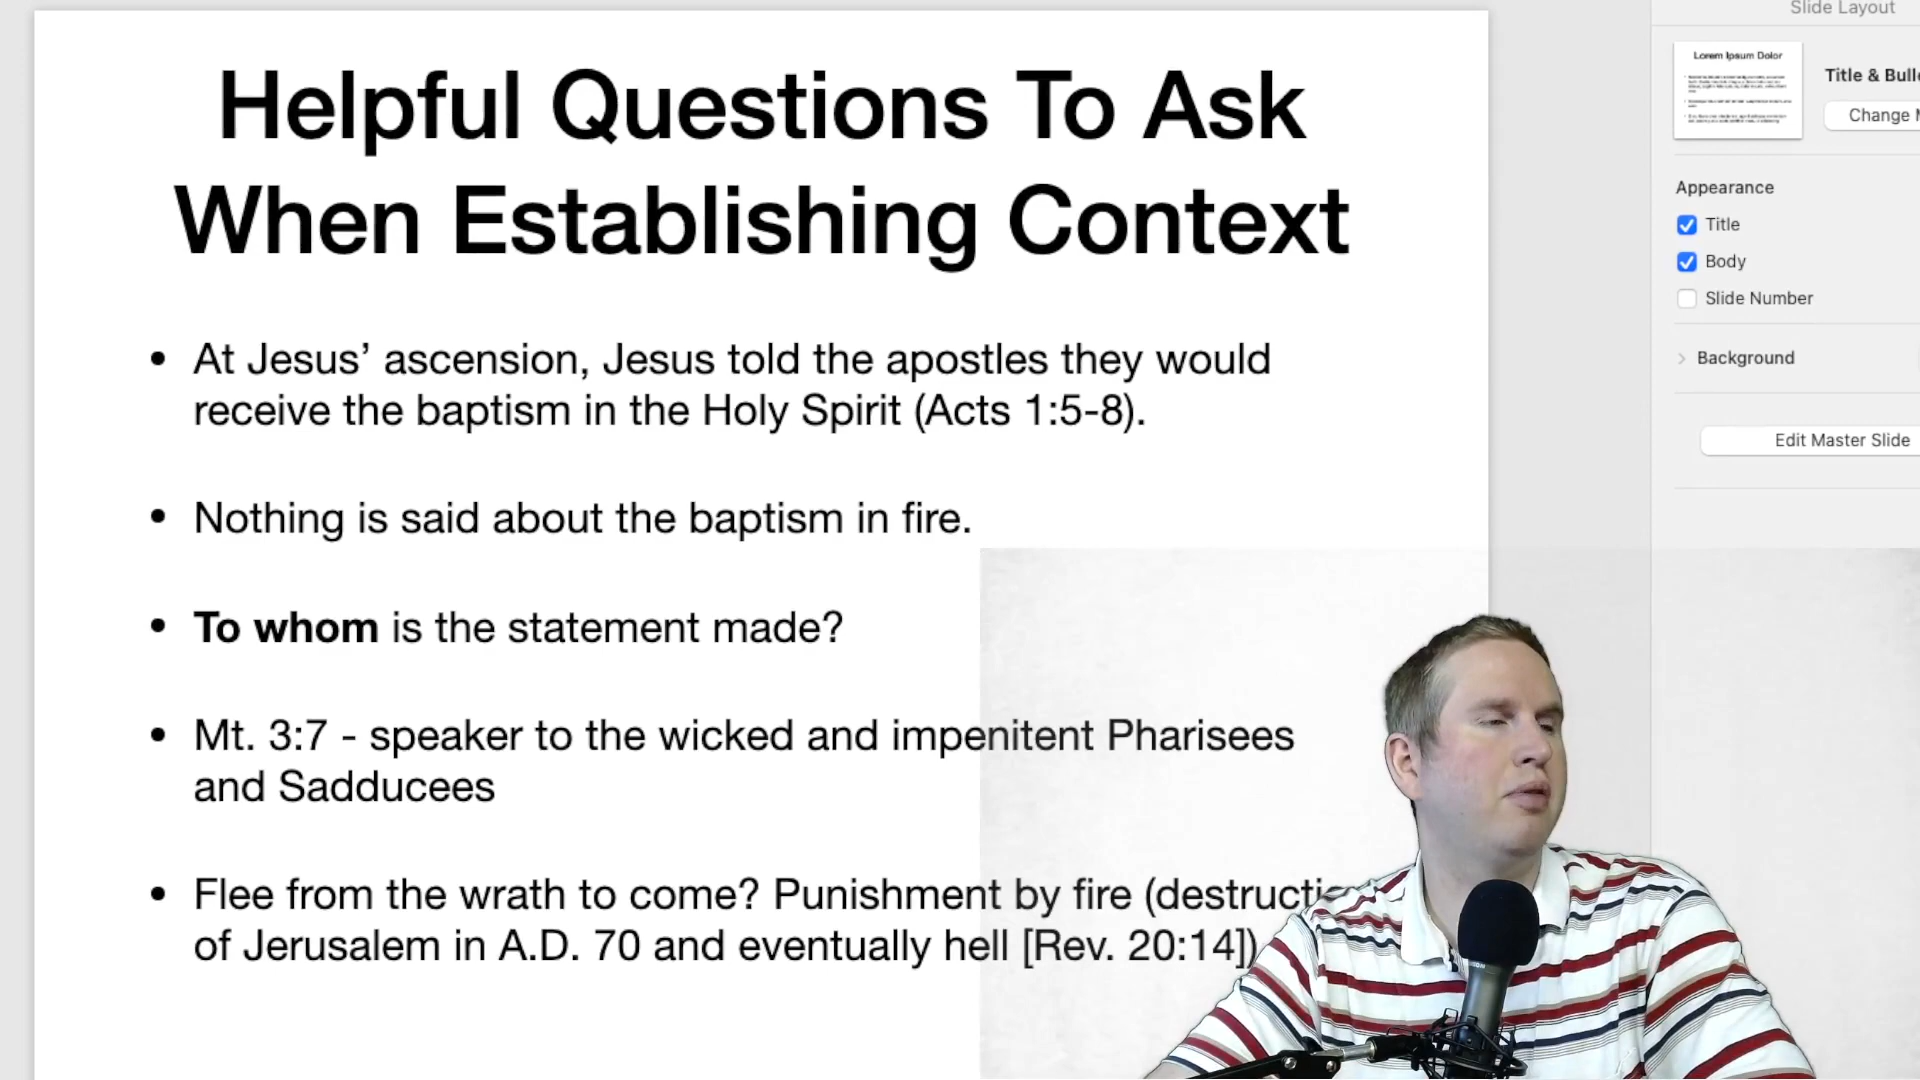 Helpful Questions To Ask
When Establishing Context
• At Jesus’ ascension, Jesus told the apostles they would
receive the baptism in the Holy Spirit (Acts 1:5-8).
• Nothing is said about the baptism in fire.
• To whom is the statement made?
• Mt. 3:7 - speaker to the wicked and impenitent Pharisees
and Sadducees
• Flee from the wrath to come? Punishment by fire (destructi
of Jerusalem in A.D. 70 and eventually hell [Rev. 20:14])
Slide Layout
Lorem Ipsum Dolor
Title & Bull
Change
Appearance
Title
Body
Slide Number
Background
Edit Master Slide